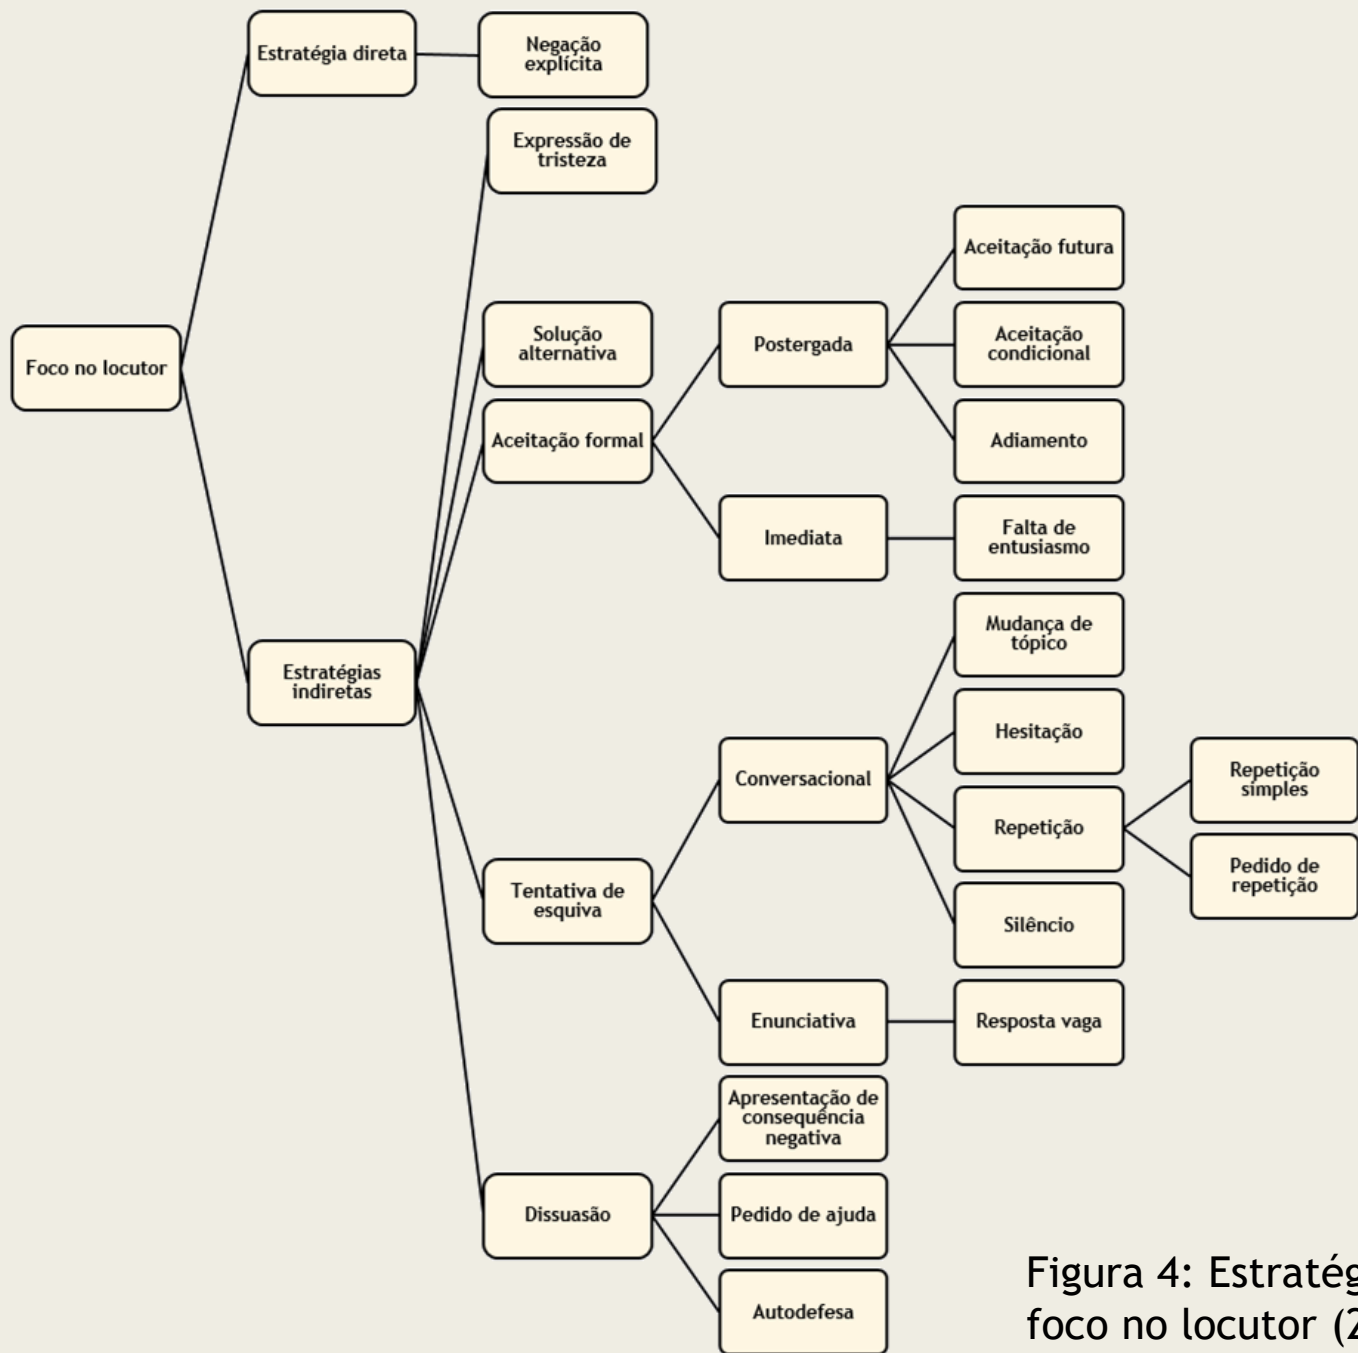 Estratégia direta
Negação
explícita
Expressão de
tristeza
Aceitação futura
Foco no locutor
Solução
alternativa
Postergada
Aceitação
condicional
Aceitação formal
Adiamento
Imediata
Falta de
entusiasmo
Mudança de
tópico
Estratégias
indiretas
Hesitação
Conversacional
Repetição
simples
Repetição
Pedido de
repetição
Tentativa de
esquiva
Silêncio
Enunciativa
Resposta vaga
Apresentação de
consequência
negativa
Dissuasão
Pedido de ajuda
Autodefesa
Figura 4:
foco no locutor